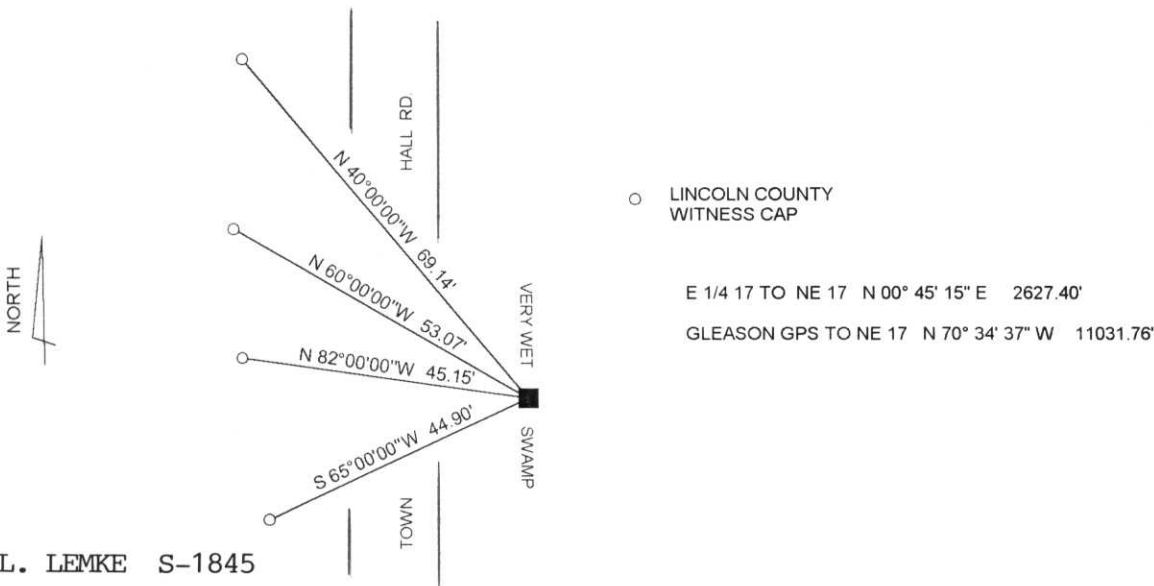 HALL RD.
N 40°00'00"W 69.14'
LINCOLN COUNTY
WITNESS CAP
NORTH
N 60°00'00"W 53.07'
VERY WET
E 1/4 17 TO NE 17 N 00° 45' 15" E 2627.40'
GLEASON GPS TO NE 17 N 70° 34' 37" W 11031.76'
N 82°00'00"W 45.15'
S 65°00'00"W 44.90'
SWAMP
TOWN
L. LEMKE S-1845